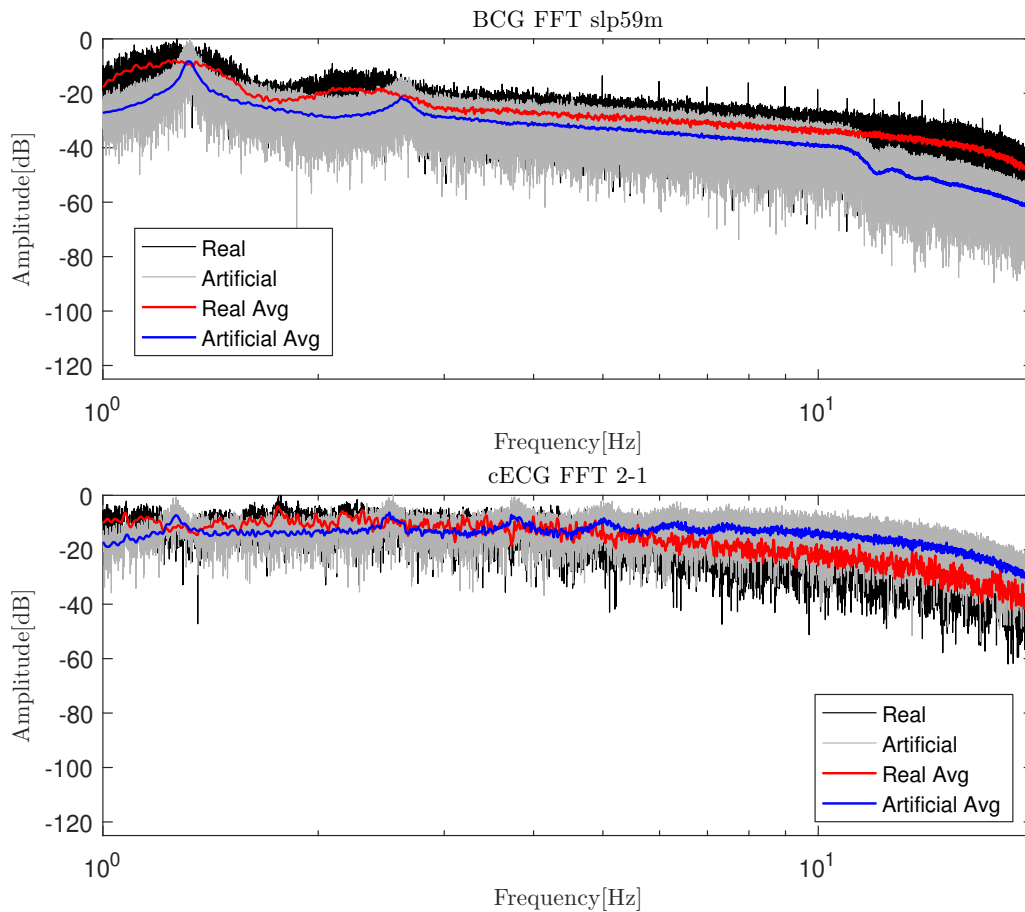 BCG FFT slp59m
0
-20
-40
-60
-80
-100
-120
Amplitude[dB]
Real
Artificial
Real Avg
Artificial Avg
10^0
10^1
Frequency[Hz]
cECG FFT 2-1
0
-20
-40
-60
-80
-100
-120
Amplitude[dB]
Real
Artificial
Real Avg
Artificial Avg
10^0
10^1
Frequency[Hz]